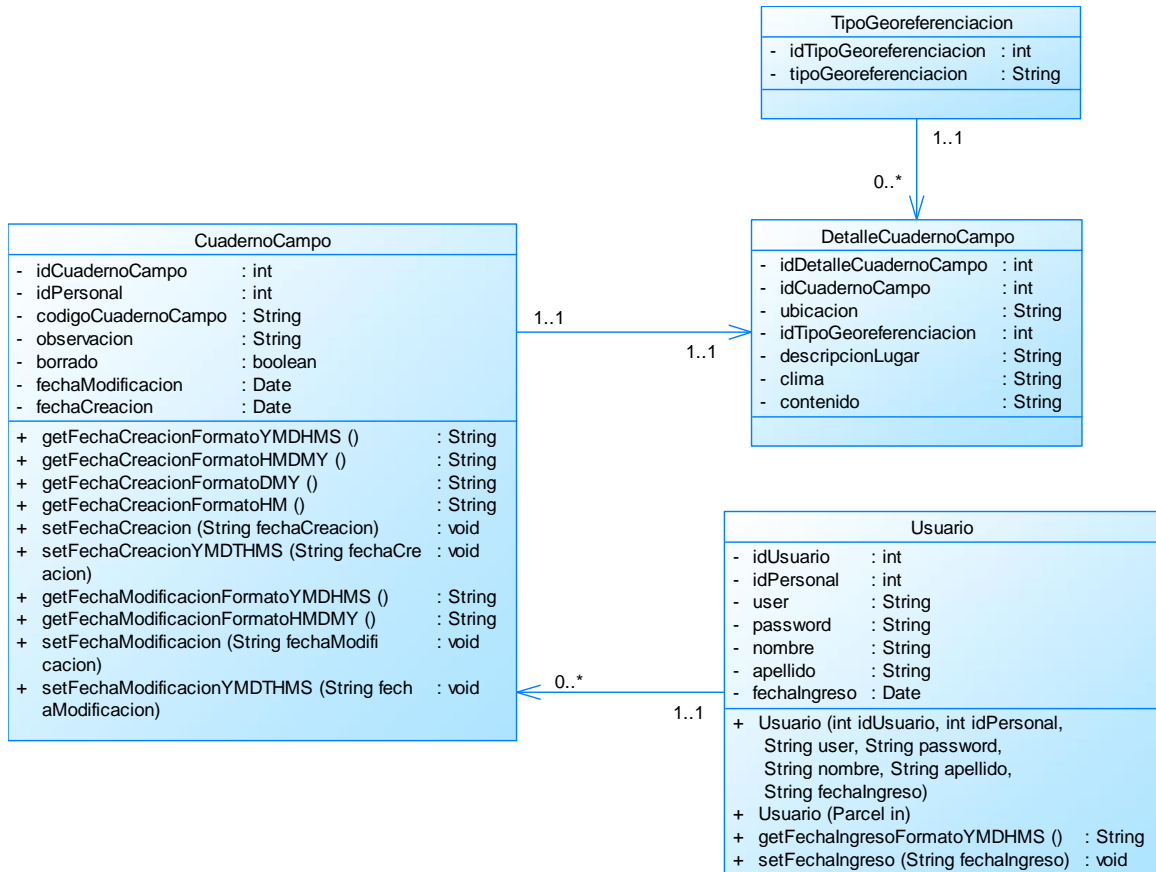 TipoGeoreferenciacion
- idTipoGeoreferenciacion : int
- tipoGeoreferenciacion : String
1..1
0..*
CuadernoCampo
- idCuadernoCampo : int
- idPersonal : int
- codigoCuadernoCampo : String
- observacion : String
- borrado : boolean
- fechaModificacion : Date
- fechaCreacion : Date
+ getFechaCreacionFormatoYMDHMS () : String
+ getFechaCreacionFormatoHMDMY () : String
+ getFechaCreacionFormatoDMY () : String
+ getFechaCreacionFormatoHM () : String
+ setFechaCreacion (String fechaCreacion) : void
+ setFechaCreacionYMDTHMS (String fechaCre : void
acion)
+ getFechaModificacionFormatoYMDHMS () : String
+ getFechaModificacionFormatoHMDMY () : String
+ setFechaModificacion (String fechaModifi : void
cacion)
+ setFechaModificacionYMDTHMS (String fech : void
aModificacion)
1..1
1..1
DetalleCuadernoCampo
- idDetalleCuadernoCampo : int
- idCuadernoCampo : int
- ubicacion : String
- idTipoGeoreferenciacion : int
- descripcionLugar : String
- clima : String
- contenido : String
0..*
1..1
Usuario
- idUsuario : int
- idPersonal : int
- user : String
- password : String
- nombre : String
- apellido : String
- fechaIngreso : Date
+ Usuario (int idUsuario, int idPersonal,
String user, String password,
String nombre, String apellido,
String fechaIngreso)
+ Usuario (Parcel in)
+ getFechaIngresoFormatoYMDHMS () : String
+ setFechaIngreso (String fechaIngreso) : void